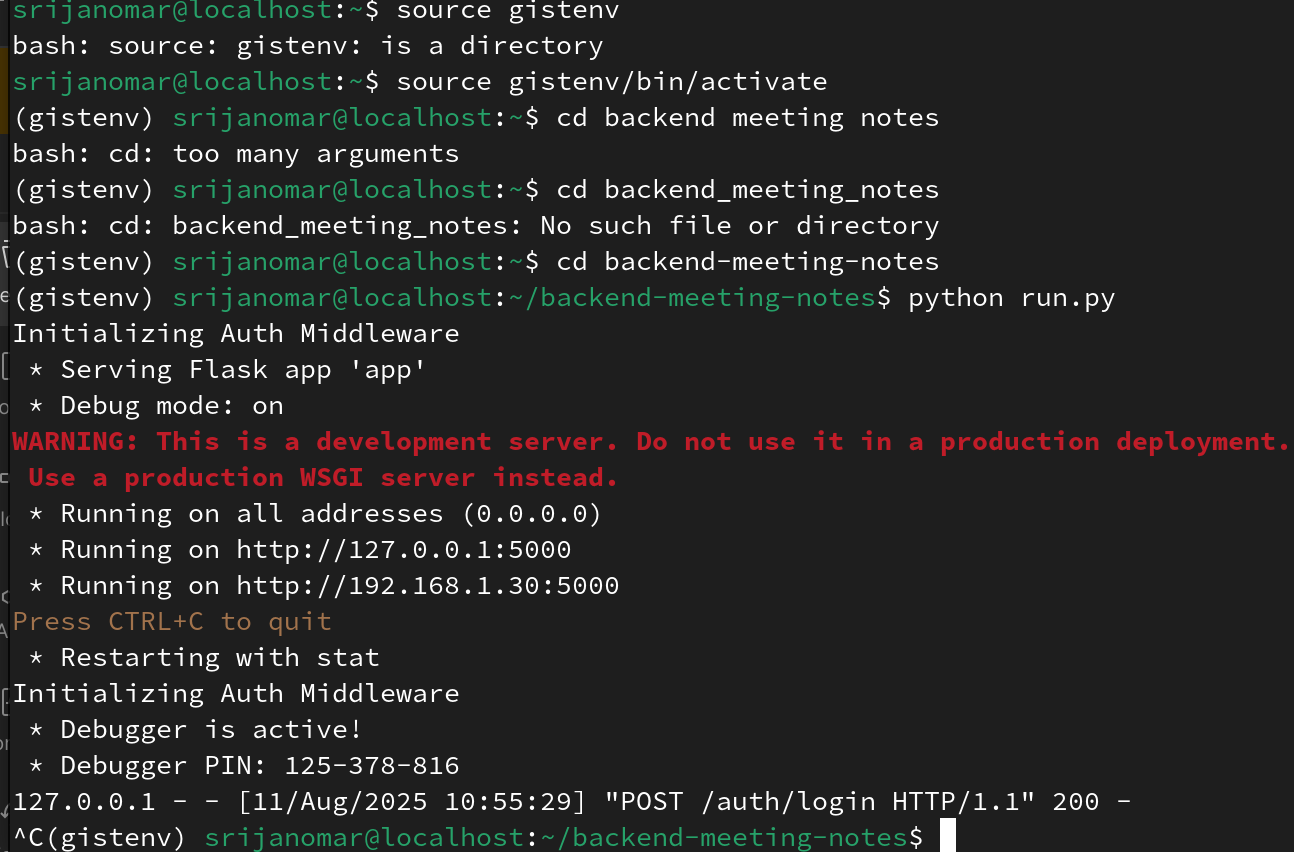 srijanomar@localhost:~$ source gistenv
bash: source: gistenv: is a directory
srijanomar@localhost:~$ source gistenv/bin/activate
(gistenv) srijanomar@localhost:~$ cd backend meeting notes
bash: cd: too many arguments
(gistenv) srijanomar@localhost:~$ cd backend_meeting_notes
bash: cd: backend_meeting_notes: No such file or directory
(gistenv) srijanomar@localhost:~$ cd backend-meeting-notes
(gistenv) srijanomar@localhost:~/backend-meeting-notes$ python run.py
Initializing Auth Middleware
 * Serving Flask app 'app'
 * Debug mode: on
WARNING: This is a development server. Do not use it in a production deployment.
 Use a production WSGI server instead.
 * Running on all addresses (0.0.0.0)
 * Running on http://127.0.0.1:5000
 * Running on http://192.168.1.30:5000
Press CTRL+C to quit
 * Restarting with stat
Initializing Auth Middleware
 * Debugger is active!
 * Debugger PIN: 125-378-816
127.0.0.1 - - [11/Aug/2025 10:55:29] "POST /auth/login HTTP/1.1" 200 -
^C(gistenv) srijanomar@localhost:~/backend-meeting-notes$